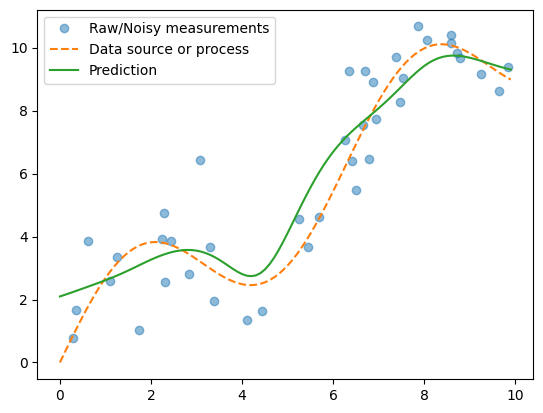 Raw/Noisy measurements
Data source or process
Prediction
10
8
6
4
2
0
0 2 4 6 8 10